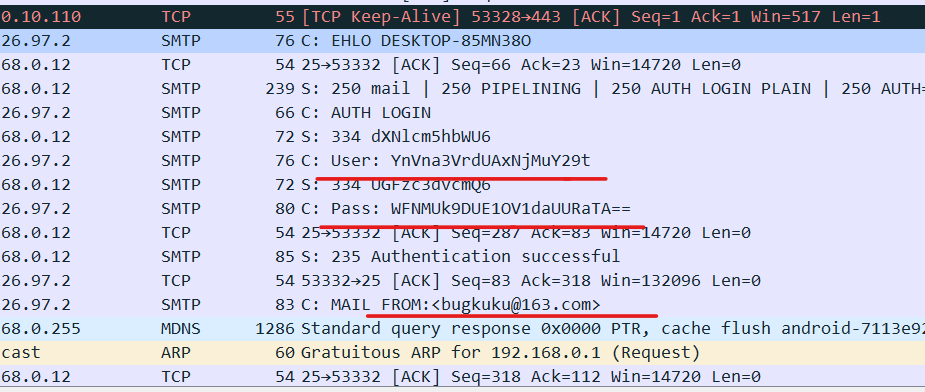 0.10.110 TCP 55 [TCP Keep-Alive] 53328→443 [ACK] Seq=1 Ack=1 Win=517 Len=1
26.97.2 SMTP 76 C: EHLO DESKTOP-85MN38O
68.0.12 TCP 54 25→53332 [ACK] Seq=66 Ack=23 Win=14720 Len=0
68.0.12 SMTP 239 S: 250 mail | 250 PIPELINING | 250 AUTH LOGIN PLAIN | 250 AUTH=
26.97.2 SMTP 66 C: AUTH LOGIN
68.0.12 SMTP 72 S: 334 dXNlcm5hbWU6
26.97.2 SMTP 76 C: User: YnVna3VrdUAxNjMuY29t
68.0.12 SMTP 72 S: 334 UGFzc3dvcmQ6
26.97.2 SMTP 80 C: Pass: WFNMUk9DUE1OV1daUURaTA==
68.0.12 TCP 54 25→53332 [ACK] Seq=287 Ack=83 Win=14720 Len=0
68.0.12 SMTP 85 S: 235 Authentication successful
26.97.2 TCP 54 53332→25 [ACK] Seq=83 Ack=318 Win=132096 Len=0
26.97.2 SMTP 83 C: MAIL FROM:<bugkuku@163.com>
68.0.255 MDNS 1286 Standard query response 0x0000 PTR, cache flush android-7113e92
cast ARP 60 Gratuitous ARP for 192.168.0.1 (Request)
68.0.12 TCP 54 25→53332 [ACK] Seq=318 Ack=112 Win=14720 Len=0